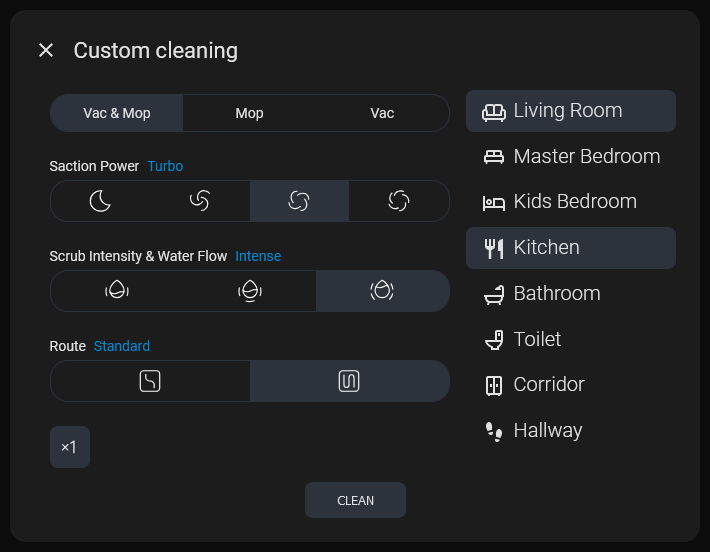 Custom cleaning
Vac & Mop Mop Vac
Saction Power Turbo
Scrub Intensity & Water Flow Intense
Route Standard
×1
CLEAN
Living Room
Master Bedroom
Kids Bedroom
Kitchen
Bathroom
Toilet
Corridor
Hallway